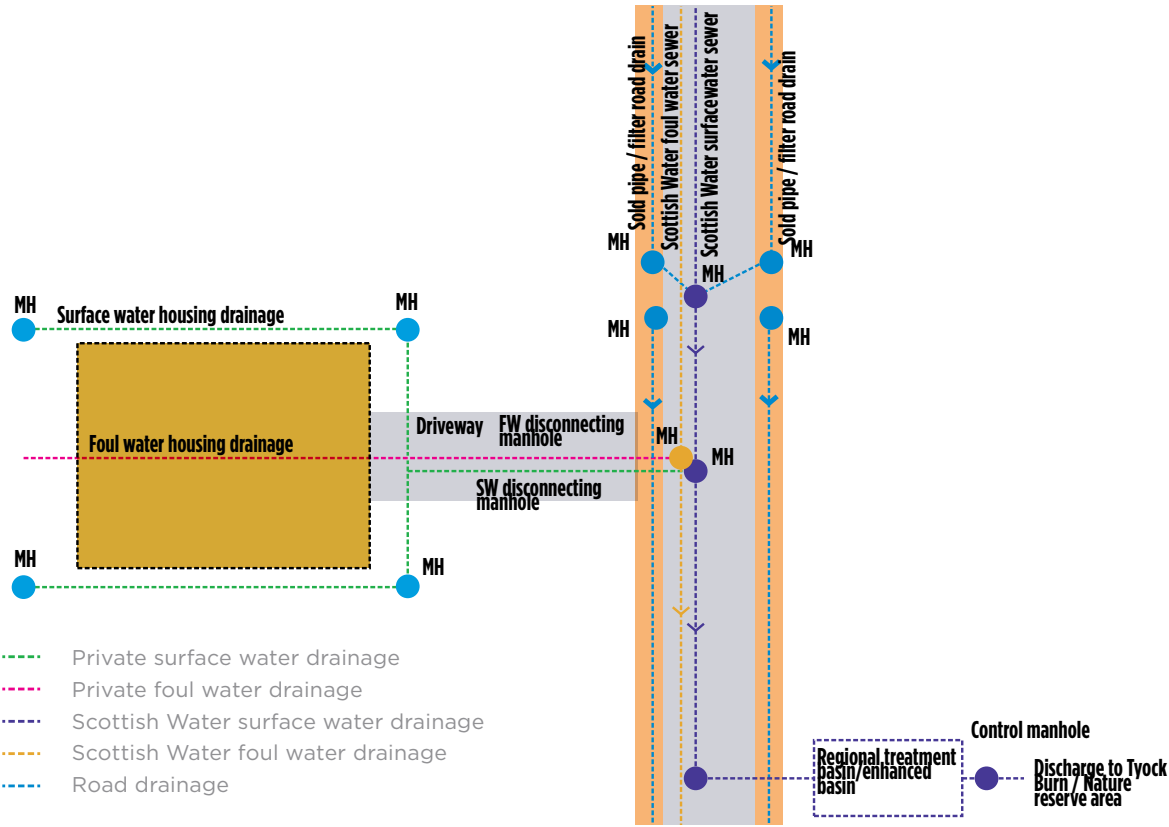 Sold pipe / filter road drain
Scottish Water foul water sewer
Scottish Water surfacewater sewer
Sold pipe / filter road drain
MH
MH
MH
MH
MH
MH
MH
Surface water housing drainage
Driveway
FW disconnecting
manhole
Foul water housing drainage
MH
MH
SW disconnecting
manhole
MH
MH
Private surface water drainage
Private foul water drainage
Scottish Water surface water drainage
Scottish Water foul water drainage
Road drainage
Control manhole
Regional treatment
basin/enhanced
basin
Discharge to Tyock
Burn / Nature
reserve area